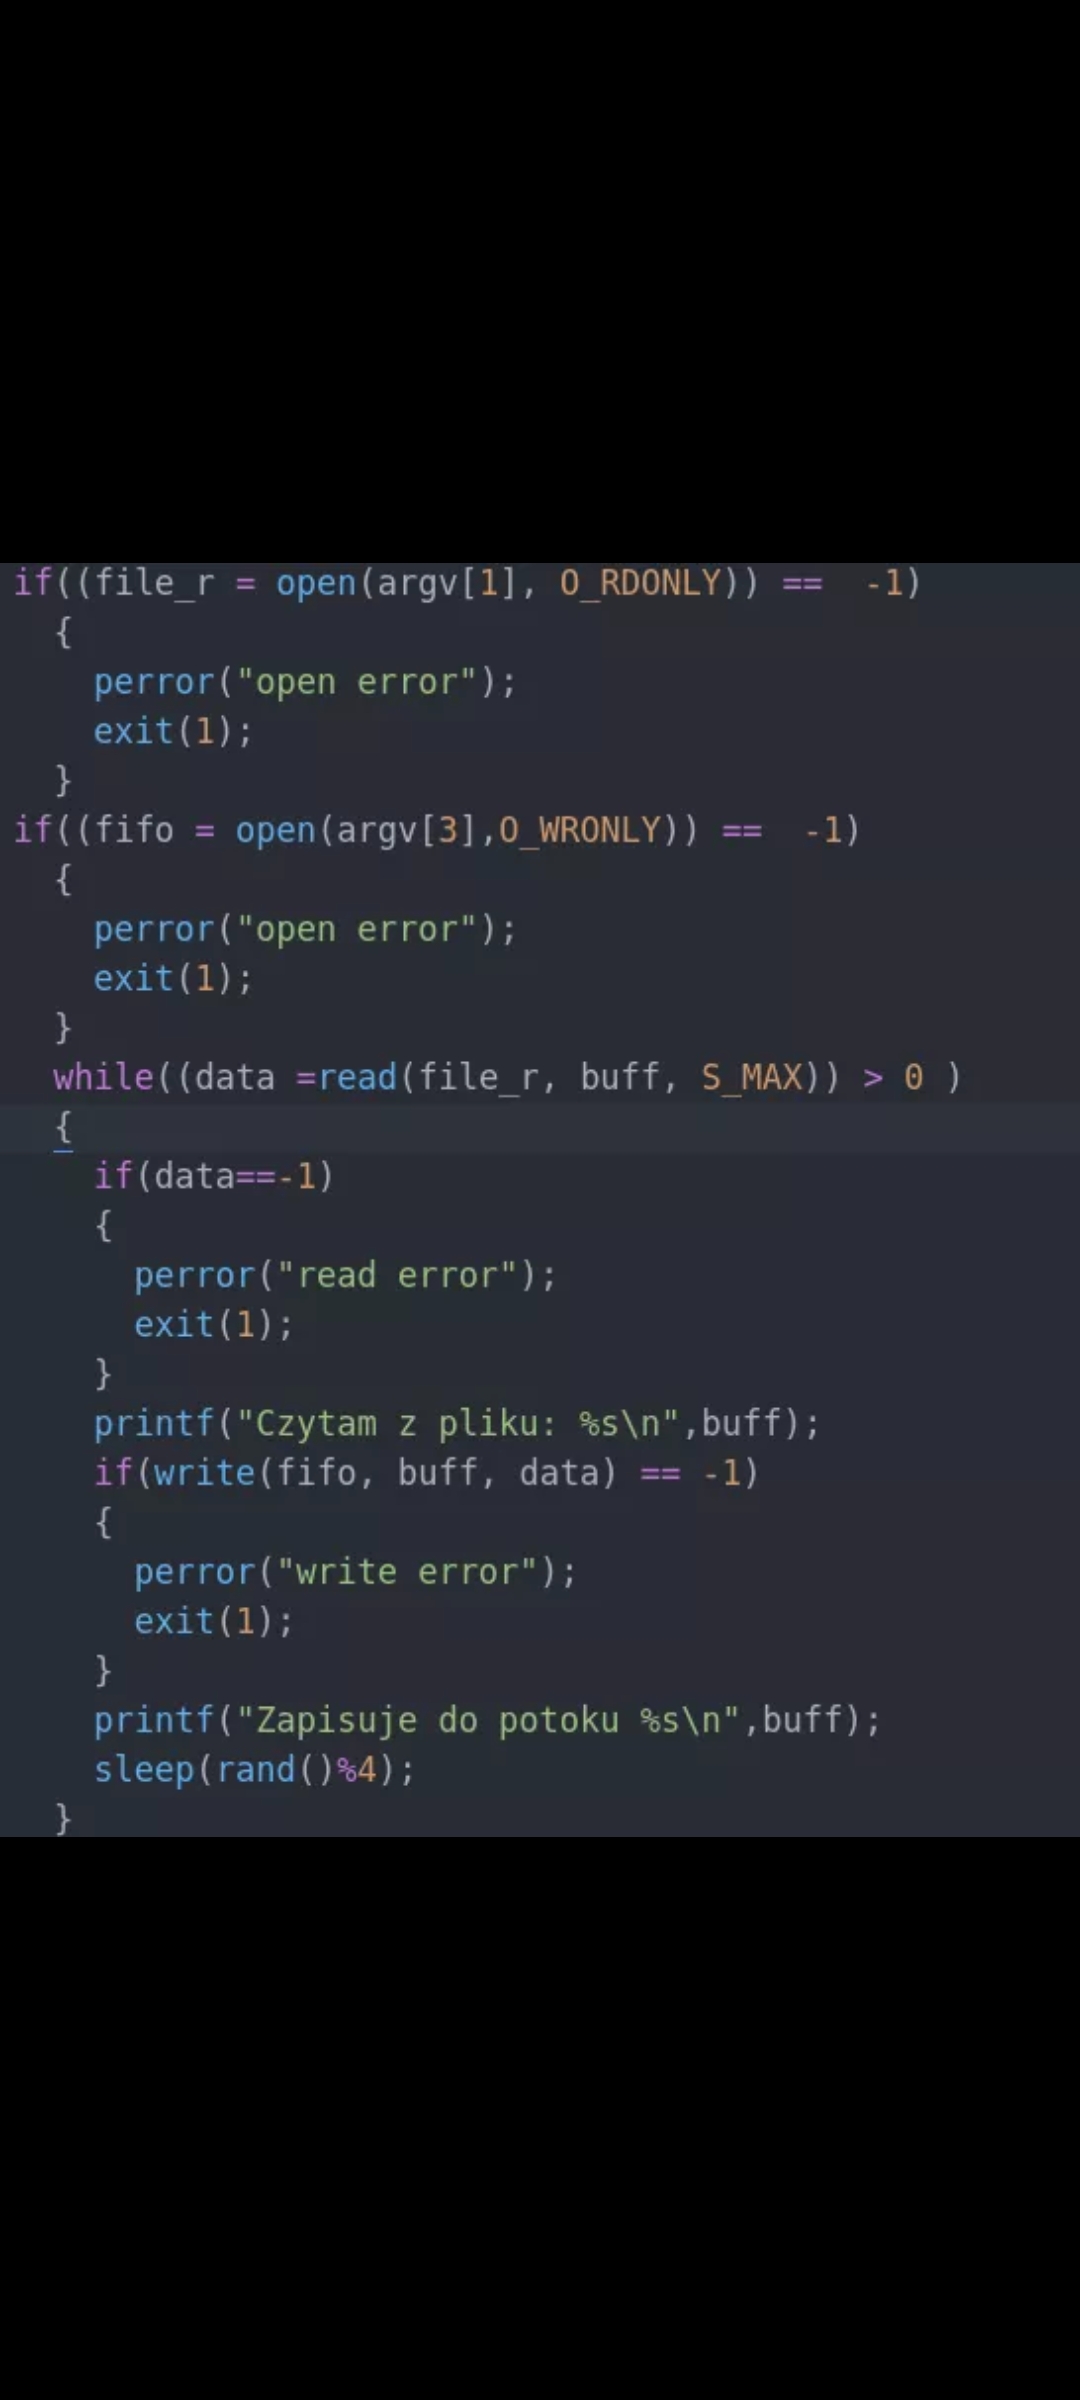 if((file_r = open(argv[1], O_RDONLY)) ==  -1)
{
perror("open error");
exit(1);
}
if((fifo = open(argv[3],O_WRONLY)) ==  -1)
{
perror("open error");
exit(1);
}
while((data =read(file_r, buff, S_MAX)) > 0 )
{
if(data==-1)
{
perror("read error");
exit(1);
}
printf("Czytam z pliku: %s\n",buff);
if(write(fifo, buff, data) == -1)
{
perror("write error");
exit(1);
}
printf("Zapisuje do potoku %s\n",buff);
sleep(rand()%4);
}